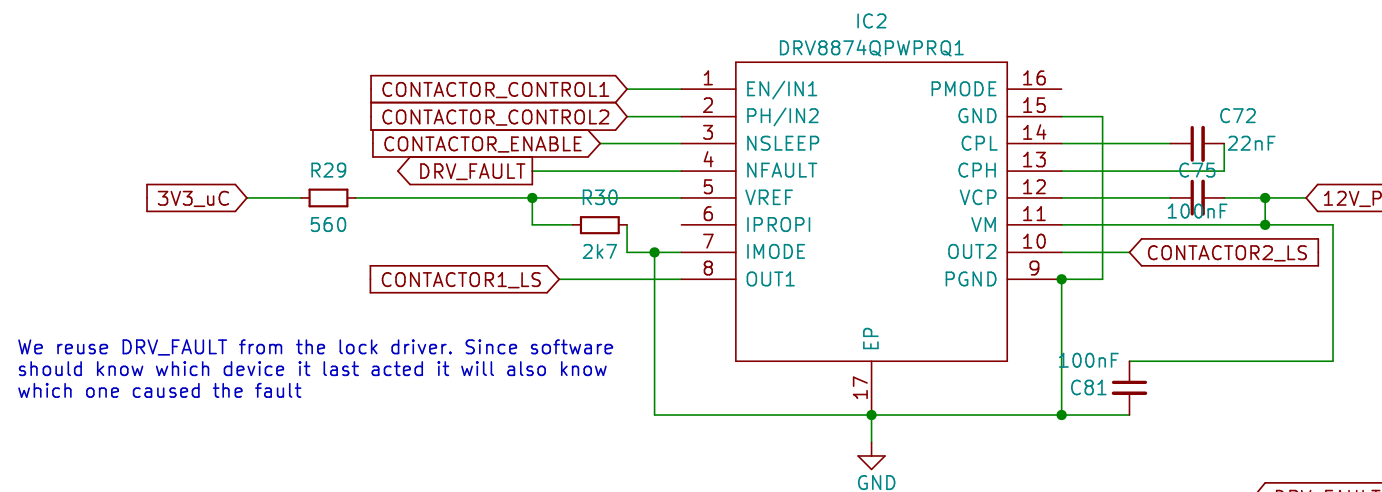 IC2
DRV8874QPWPRQ1
CONTACTOR_CONTROL1
1
EN/IN1
PMODE
16
CONTACTOR_CONTROL2
2
PH/IN2
GND
15
C72
CONTACTOR_ENABLE
3
NSLEEP
CPL
14
22nF
DRV_FAULT
4
NFAULT
CPH
13
C75
R29
3V3_uC
560
5
VREF
VCP
12
100nF
12V_P
R30
2k7
6
IPROPI
VM
11
7
IMODE
OUT2
10
CONTACTOR2_LS
CONTACTOR1_LS
8
OUT1
PGND
9
EP
17
We reuse DRV_FAULT from the lock driver. Since software
should know which device it last acted it will also know
which one caused the fault
100nF
C81
GND